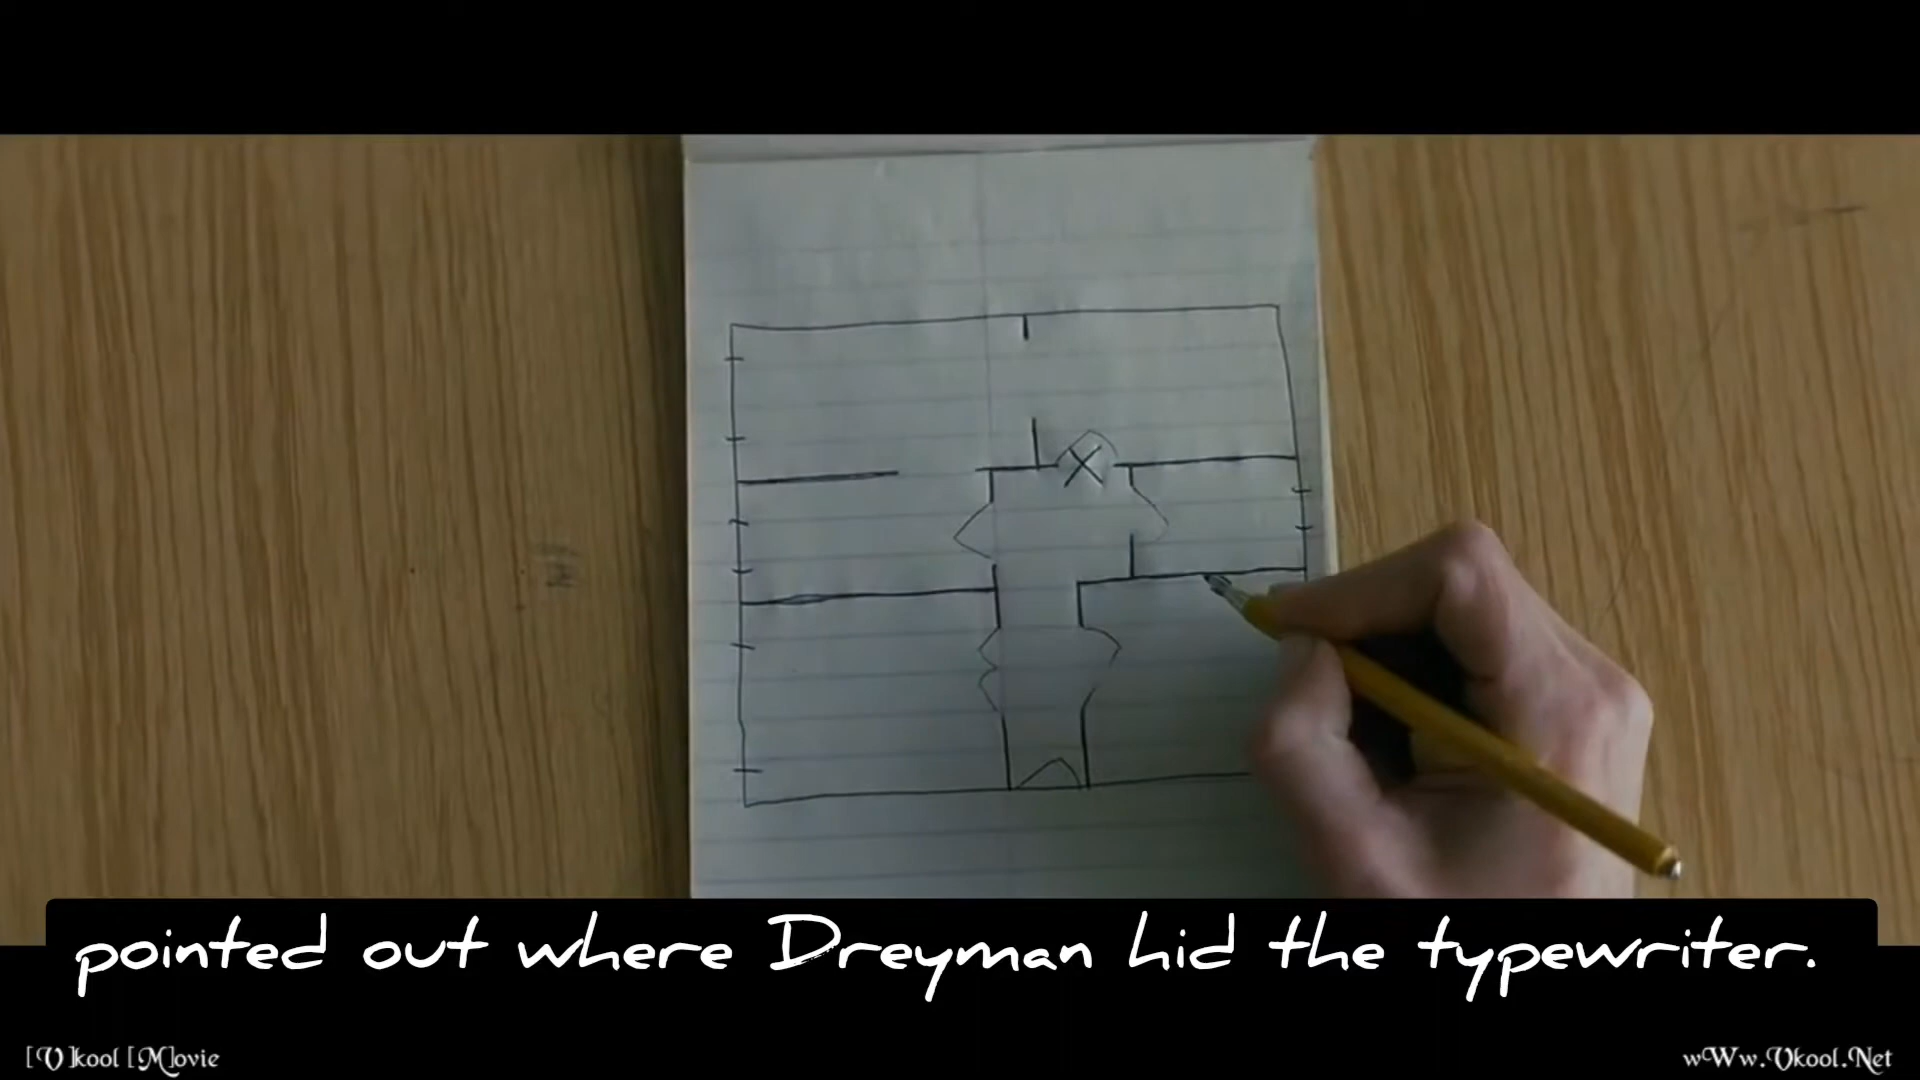 pointed out where Dreyman hid the typewriter.
[V]kool [M]ovie
wWw.Vkool.Net